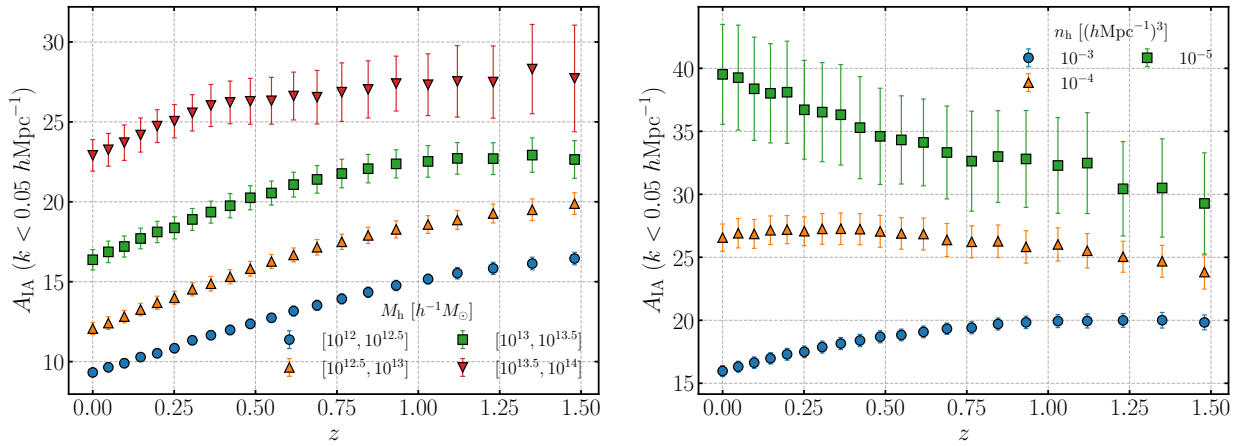 30
25
20
15
10
A_IA (k < 0.05 hMpc⁻¹)
M_h [h⁻¹M_⊙]
[10^12, 10^12.5]
[10^13, 10^13.5]
[10^12.5, 10^13]
[10^13.5, 10^14]
0.00 0.25 0.50 0.75 1.00 1.25 1.50
z
40
35
30
25
20
15
A_IA (k < 0.05 hMpc⁻¹)
n_h [(hMpc⁻¹)^3]
10⁻³
10⁻⁵
10⁻⁴
0.00 0.25 0.50 0.75 1.00 1.25 1.50
z